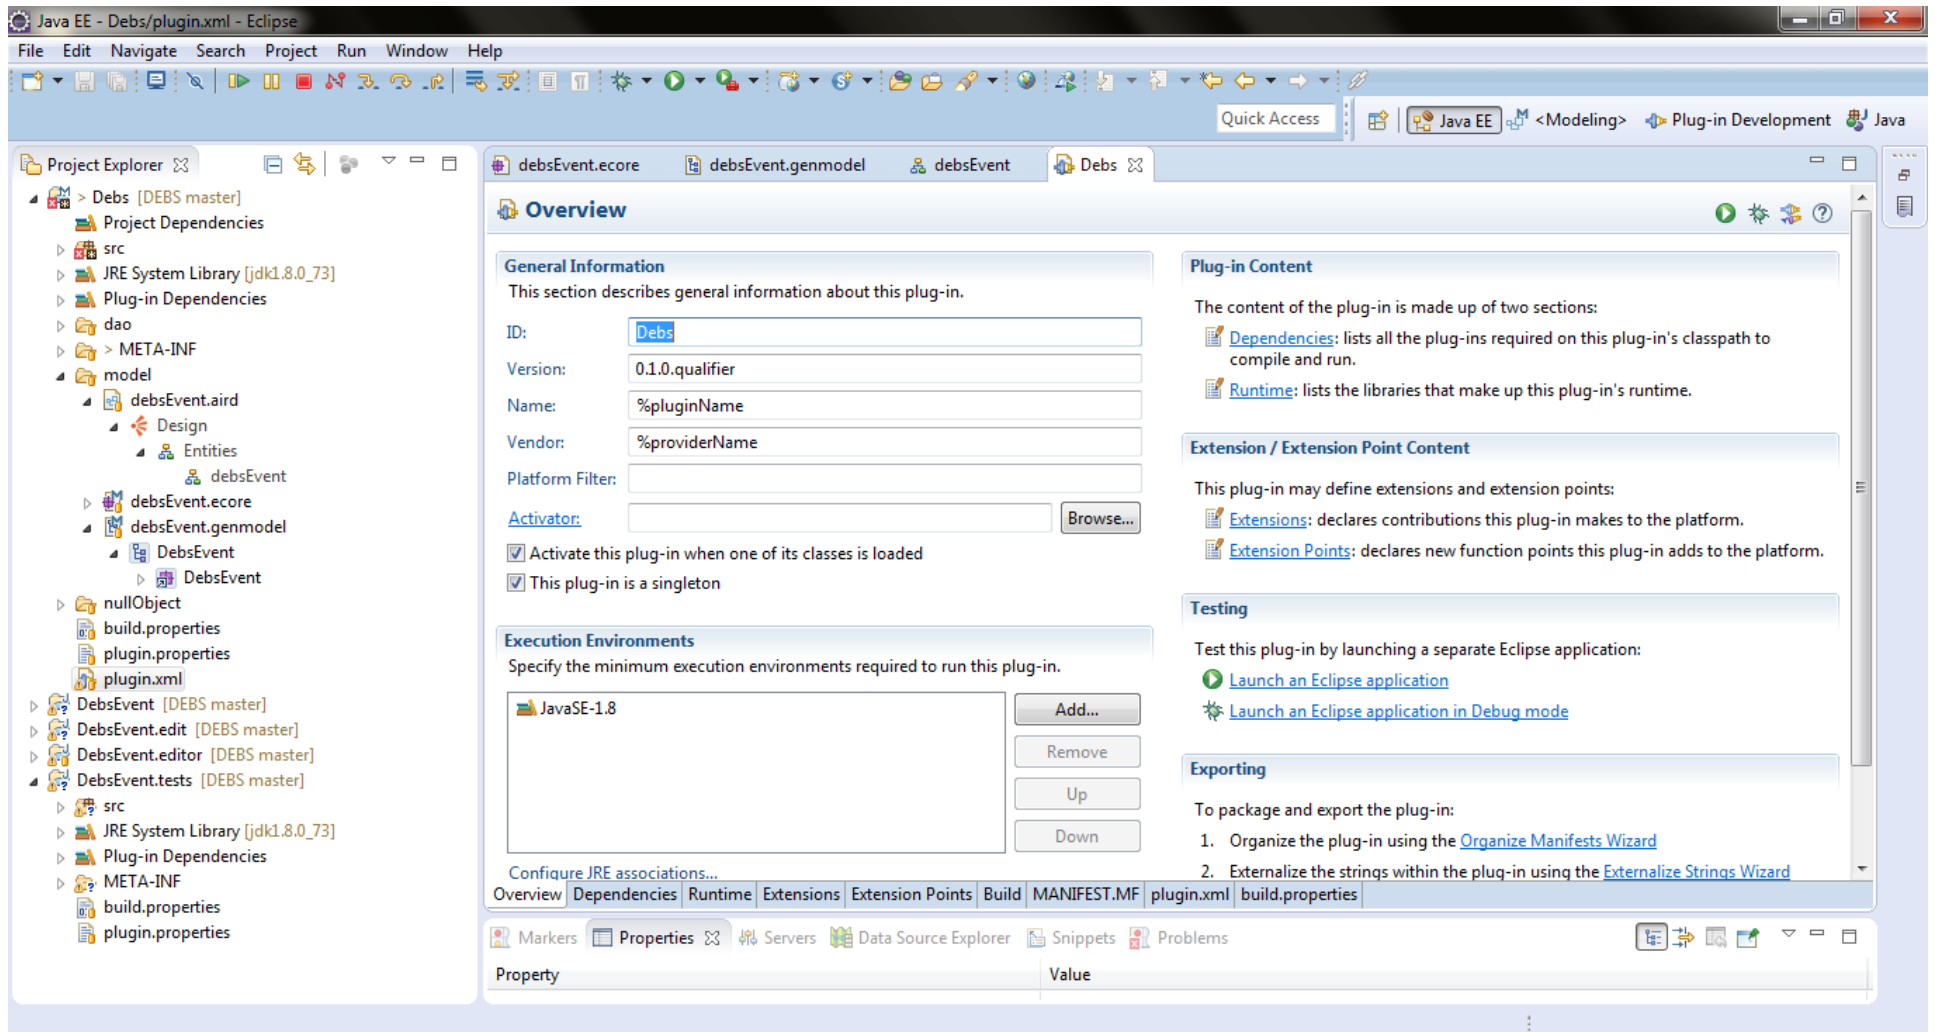 Java EE - Debs/plugin.xml - Eclipse
File Edit Navigate Search Project Run Window Help
Quick Access Java EE <Modeling> Plug-in Development Java
Project Explorer
> Debs [DEBS master]
Project Dependencies
src
JRE System Library [jdk1.8.0_73]
Plug-in Dependencies
dao
> META-INF
model
debsEvent.aird
Design
Entities
debsEvent
debsEvent.ecore
debsEvent.genmodel
DebsEvent
DebsEvent
nullObject
build.properties
plugin.properties
plugin.xml
DebsEvent [DEBS master]
DebsEvent.edit [DEBS master]
DebsEvent.editor [DEBS master]
DebsEvent.tests [DEBS master]
src
JRE System Library [jdk1.8.0_73]
Plug-in Dependencies
META-INF
build.properties
plugin.properties
debsEvent.ecore debsEvent.genmodel debsEvent Debs
Overview
General Information
This section describes general information about this plug-in.
ID: Debs
Version: 0.1.0.qualifier
Name: %pluginName
Vendor: %providerName
Platform Filter:
Activator: Browse...
Activate this plug-in when one of its classes is loaded
This plug-in is a singleton
Execution Environments
Specify the minimum execution environments required to run this plug-in.
JavaSE-1.8
Add...
Remove
Up
Down
Configure JRE associations...
Plug-in Content
The content of the plug-in is made up of two sections:
Dependencies: lists all the plug-ins required on this plug-in's classpath to
compile and run.
Runtime: lists the libraries that make up this plug-in's runtime.
Extension / Extension Point Content
This plug-in may define extensions and extension points:
Extensions: declares contributions this plug-in makes to the platform.
Extension Points: declares new function points this plug-in adds to the platform.
Testing
Test this plug-in by launching a separate Eclipse application:
Launch an Eclipse application
Launch an Eclipse application in Debug mode
Exporting
To package and export the plug-in:
1. Organize the plug-in using the Organize Manifests Wizard
2. Externalize the strings within the plug-in using the Externalize Strings Wizard
Overview Dependencies Runtime Extensions Extension Points Build MANIFEST.MF plugin.xml build.properties
Markers Properties Servers Data Source Explorer Snippets Problems
Property Value